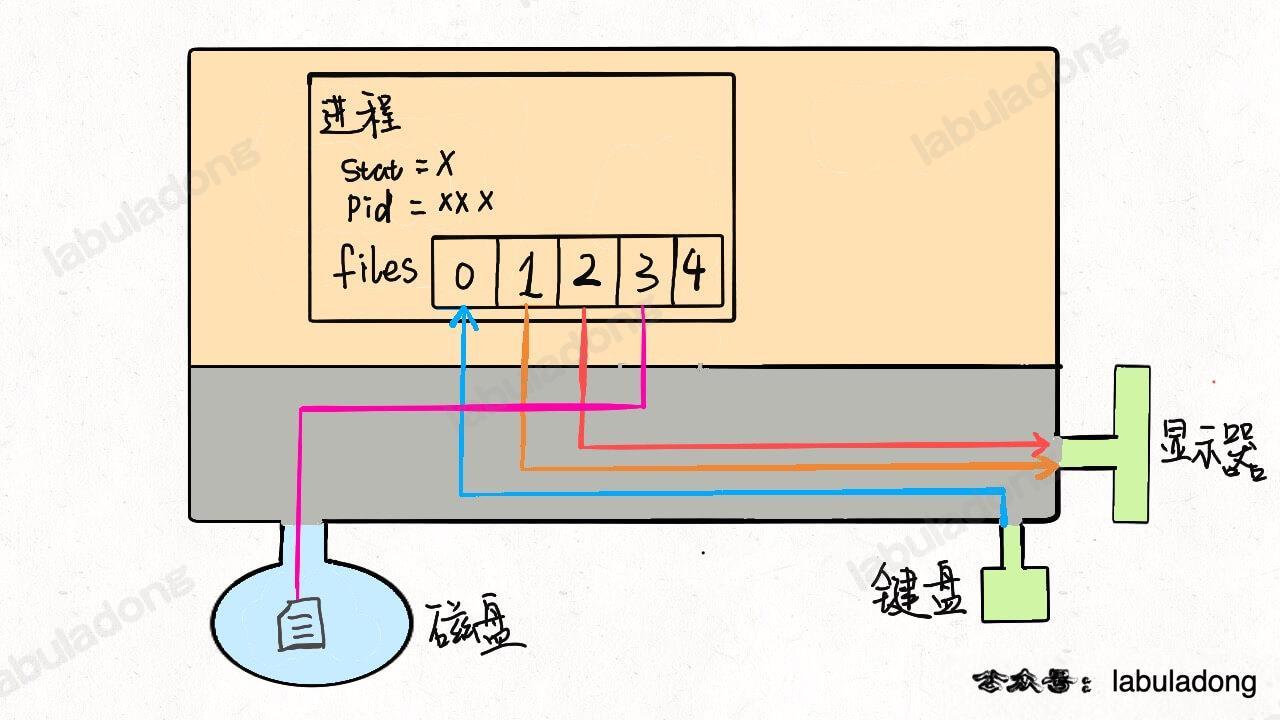 进程
stat = X
Pid = XXX
files 0 1 2 3 4
显示器
键盘
磁盘
公众号：labuladong
labuladong
labuladong
labuladong
labuladong
labuladong